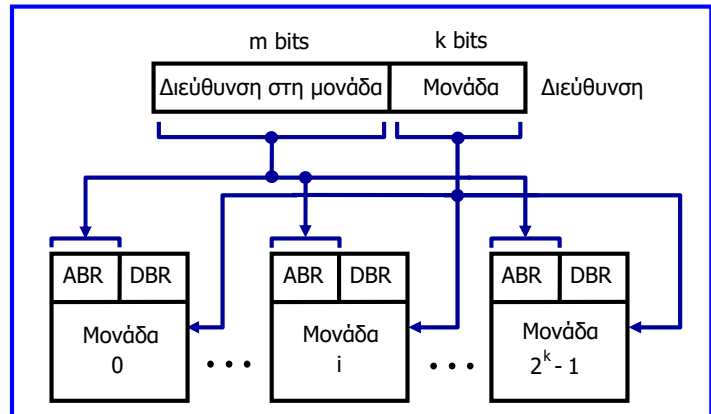 m bits k bits
Διεύθυνση στη μονάδα Μονάδα Διεύθυνση
ABR DBR ABR DBR ABR DBR
Μονάδα Μονάδα Μονάδα
0 • • • i • • • 2^k - 1